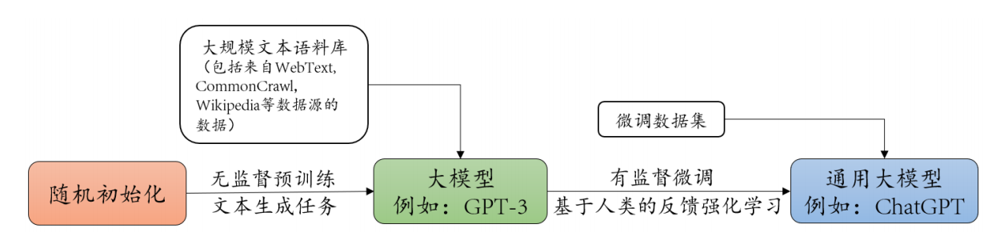 大规模文本语料库
（包括来自WebText,
CommonCrawl，
Wikipedia等数据源的
数据）
微调数据集
随机初始化
无监督预训练
文本生成任务
大模型
例如：GPT-3
有监督微调
基于人类的反馈强化学习
通用大模型
例如：ChatGPT